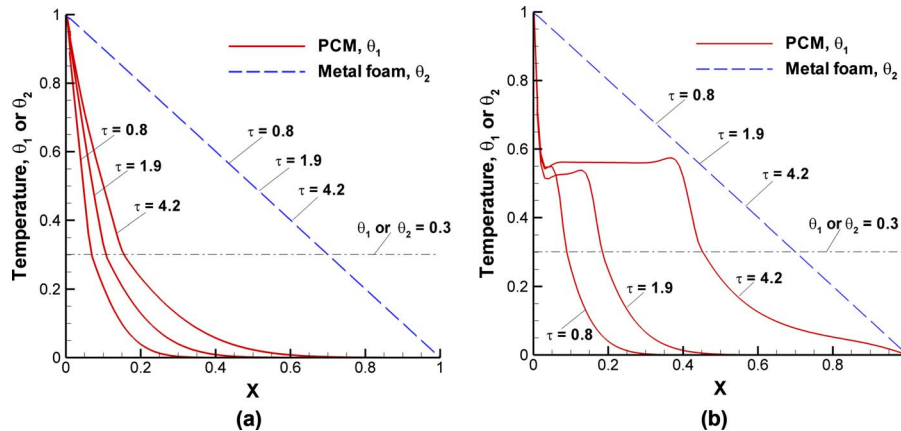 1
0.8
0.6
0.4
0.2
0
Temperature, θ1 or θ2
PCM, θ1
Metal foam, θ2
τ = 0.8
τ = 1.9
τ = 4.2
τ = 0.8
τ = 1.9
τ = 4.2
θ1 or θ2 = 0.3
0
0.2
0.4
0.6
0.8
1
X
(a)
1
0.8
0.6
0.4
0.2
0
Temperature, θ1 or θ2
PCM, θ1
Metal foam, θ2
τ = 0.8
τ = 1.9
τ = 4.2
θ1 or θ2 = 0.3
τ = 4.2
τ = 1.9
τ = 0.8
0
0.2
0.4
0.6
0.8
X
(b)